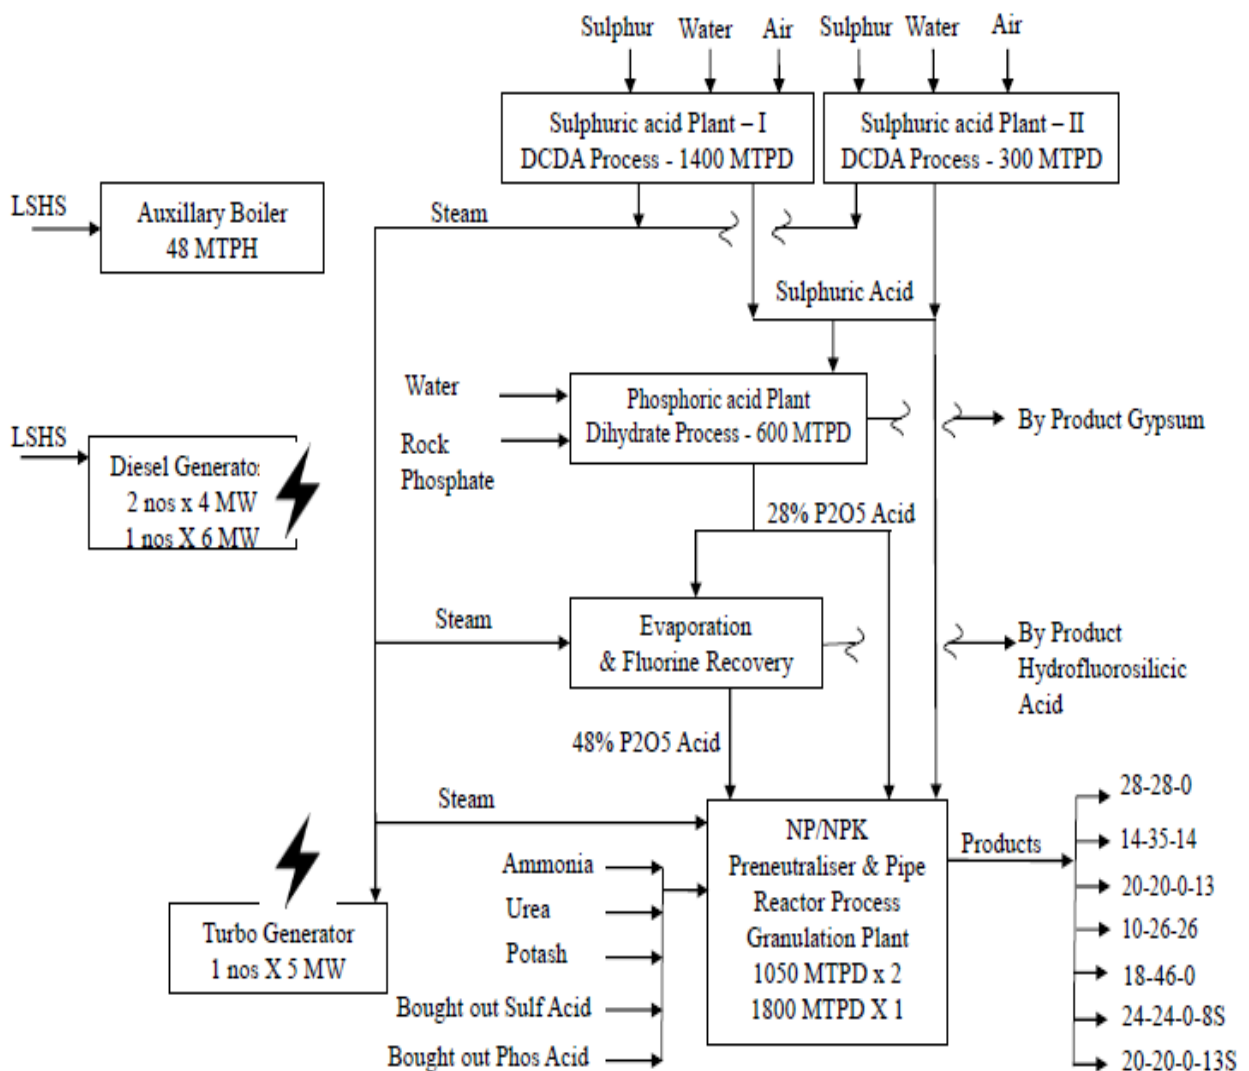 Sulphur Water Air Sulphur Water Air
Sulphuric acid Plant – I
DCDA Process - 1400 MTPD
Sulphuric acid Plant – II
DCDA Process - 300 MTPD
LSHS
Auxillary Boiler
48 MTPH
Steam
Sulphuric Acid
Water
Rock
Phosphate
Phosphoric acid Plant
Dihydrate Process - 600 MTPD
By Product Gypsum
LSHS
Diesel Generator
2 nos x 4 MW
1 nos X 6 MW
28% P2O5 Acid
Steam
Evaporation
& Fluorine Recovery
By Product
Hydrofluorosilicic
Acid
48% P2O5 Acid
Steam
NP/NPK
Preneutraliser & Pipe
Reactor Process
Granulation Plant
1050 MTPD x 2
1800 MTPD X 1
Ammonia
Urea
Potash
Bought out Sulf Acid
Bought out Phos Acid
Turbo Generator
1 nos X 5 MW
Products
28-28-0
14-35-14
20-20-0-13
10-26-26
18-46-0
24-24-0-8S
20-20-0-13S